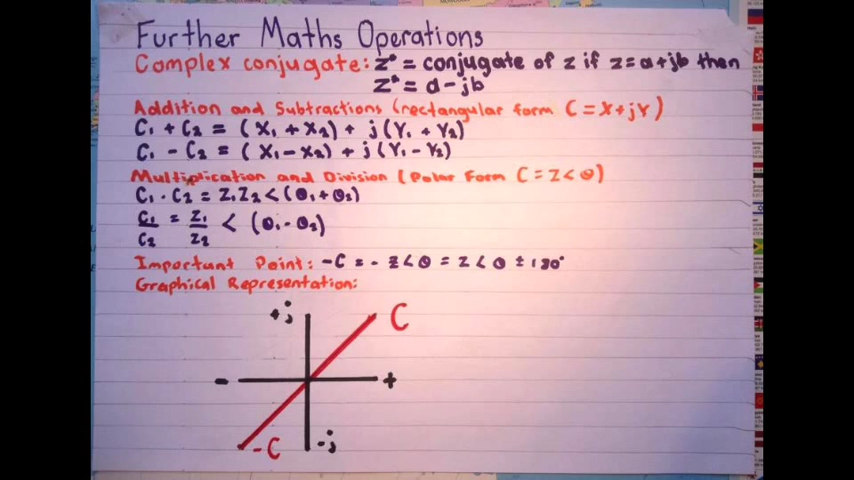 Further Maths Operations
Complex conjugate: z* = conjugate of z if z=a+jb then
z* = a-jb
Addition and Subtractions (rectangular form C=X+jY)
C₁ + C₂ = (X₁ + X₂) + j(Y₁ + Y₂)
C₁ - C₂ = (X₁-X₂) + j(Y₁-Y₂)
Multiplication and Division (Polar Form C=Z<θ)
C₁ · C₂ = Z₁Z₂ <(θ₁+θ₂)
C₁/C₂ = Z₁/Z₂ < (θ₁-θ₂)
Important Point: -C = -Z<θ = Z<θ ±180°
Graphical Representation:
+j C
- +
-C -j